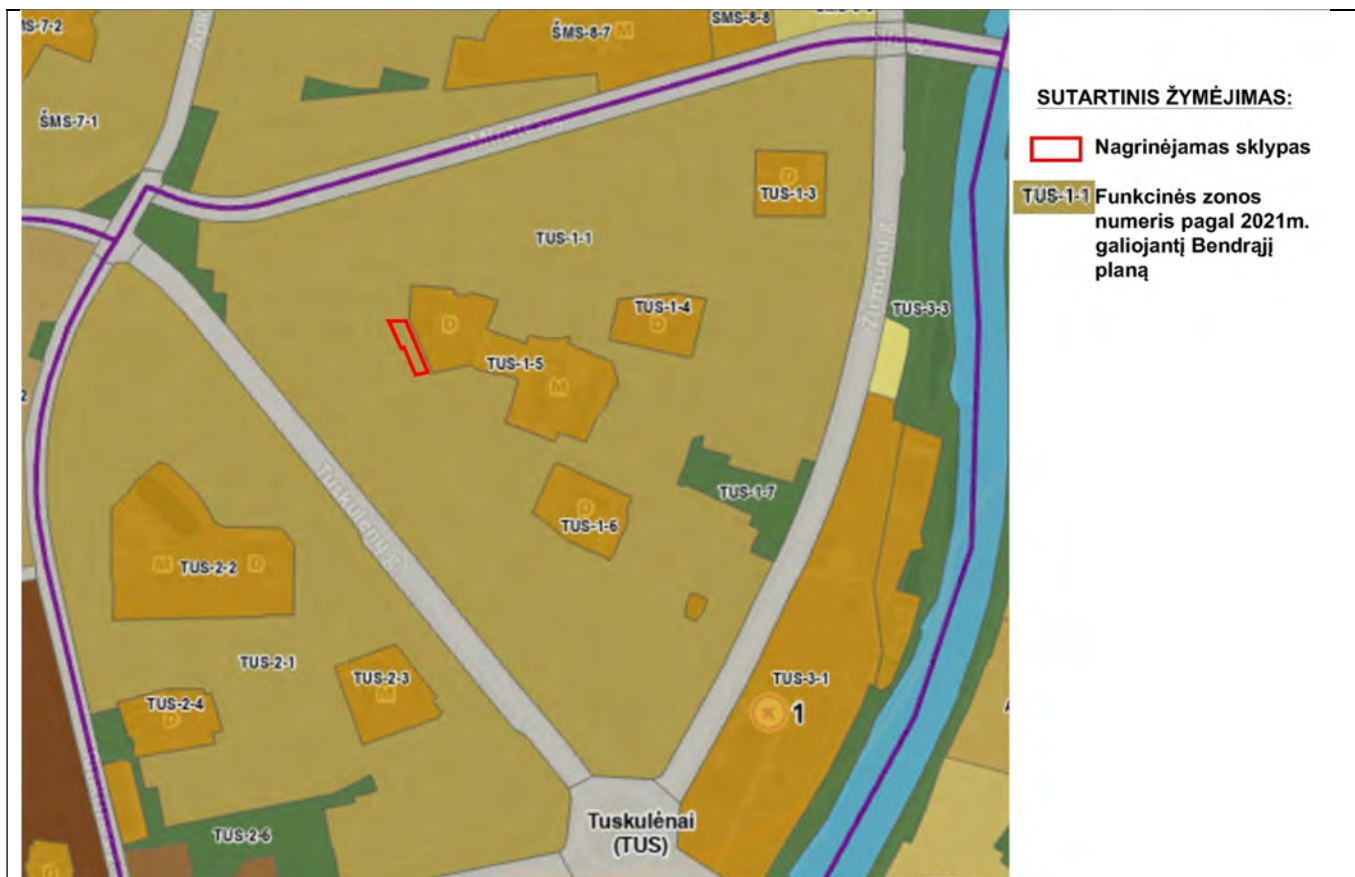 MS-7-2
ŠMS-8-7 M
SMS-8-8
ŠMS-7-1
SUTARTINIS ŽYMĖJIMAS:
Nagrinėjamas sklypas
TUS-1-1 Funkcinės zonos
numeris pagal 2021m.
galiojantį Bendrąjį
planą
D
TUS-1-3
TUS-1-1
Žirmūnų g.
TUS-3-3
TUS-1-4
D
D
TUS-1-5
M
TUS-1-7
D
TUS-1-6
Tuskulėnų g.
M TUS-2-2 D
TUS-2-1
TUS-2-3
M
TUS-2-4
D
TUS-3-1
K 1
Tuskulėnai
(TUS)
TUS-2-6